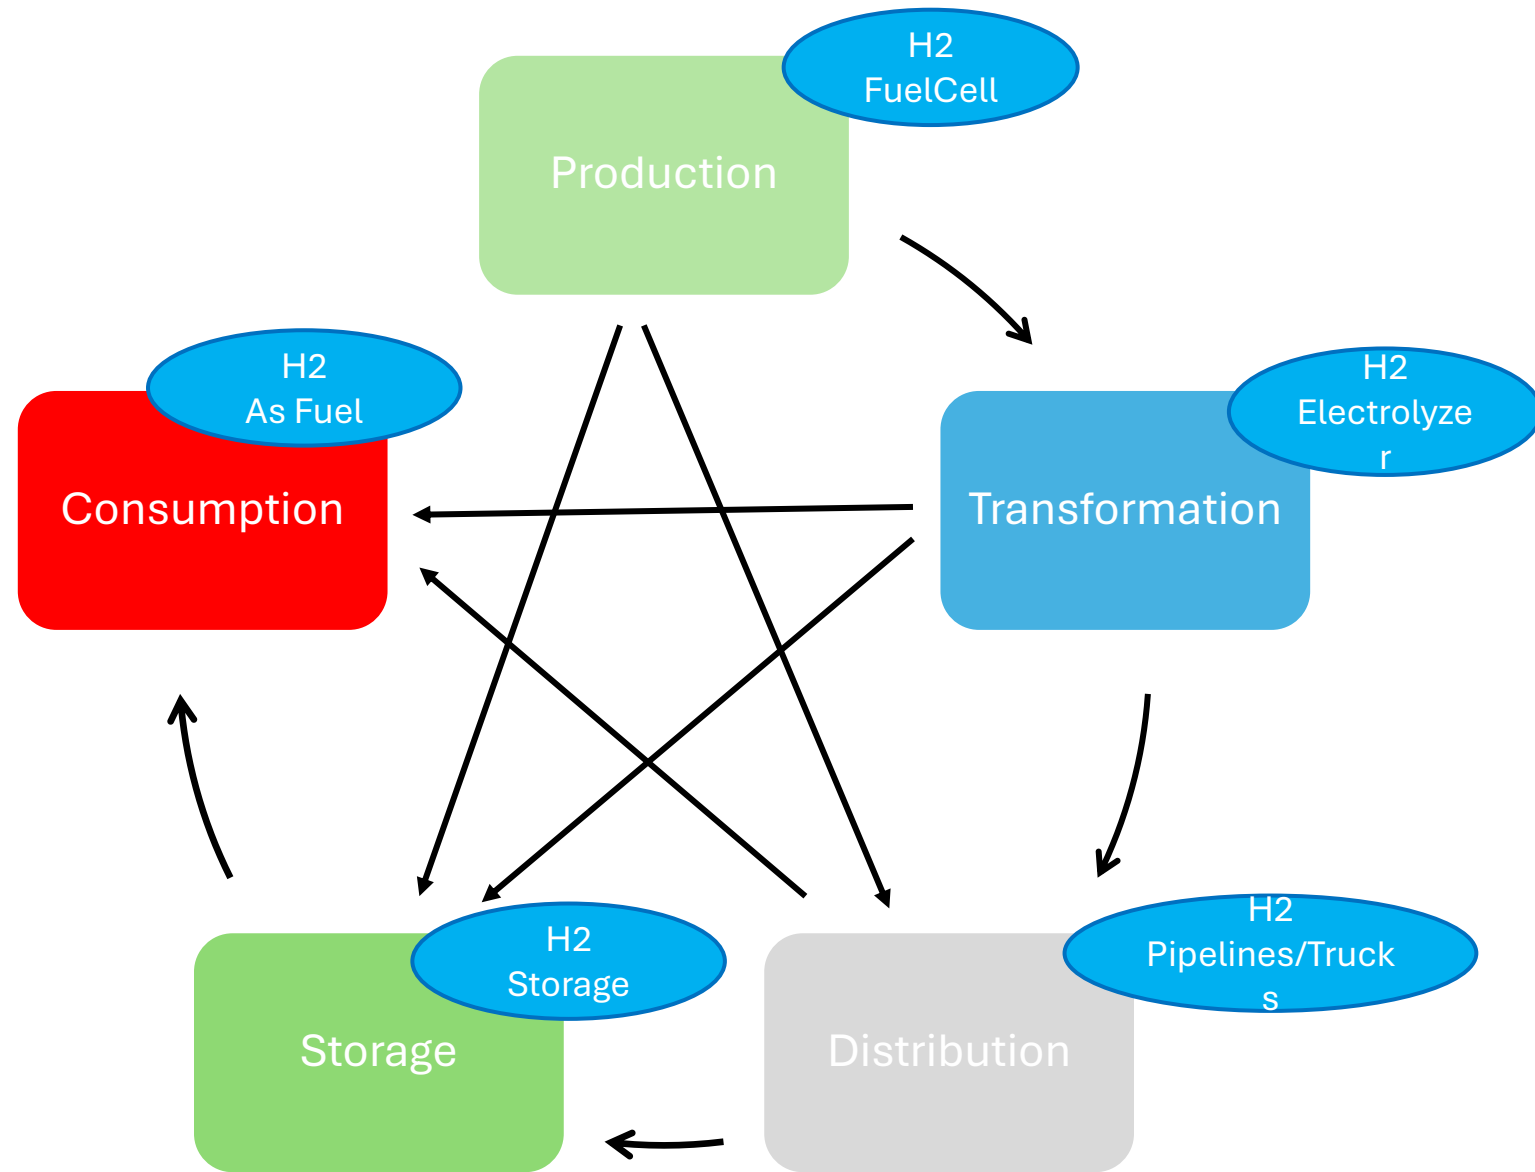 H2
FuelCell
Production
H2
As Fuel
Consumption
H2
Electrolyze
r
Transformation
H2
Storage
Storage
H2
Pipelines/Truck
s
Distribution